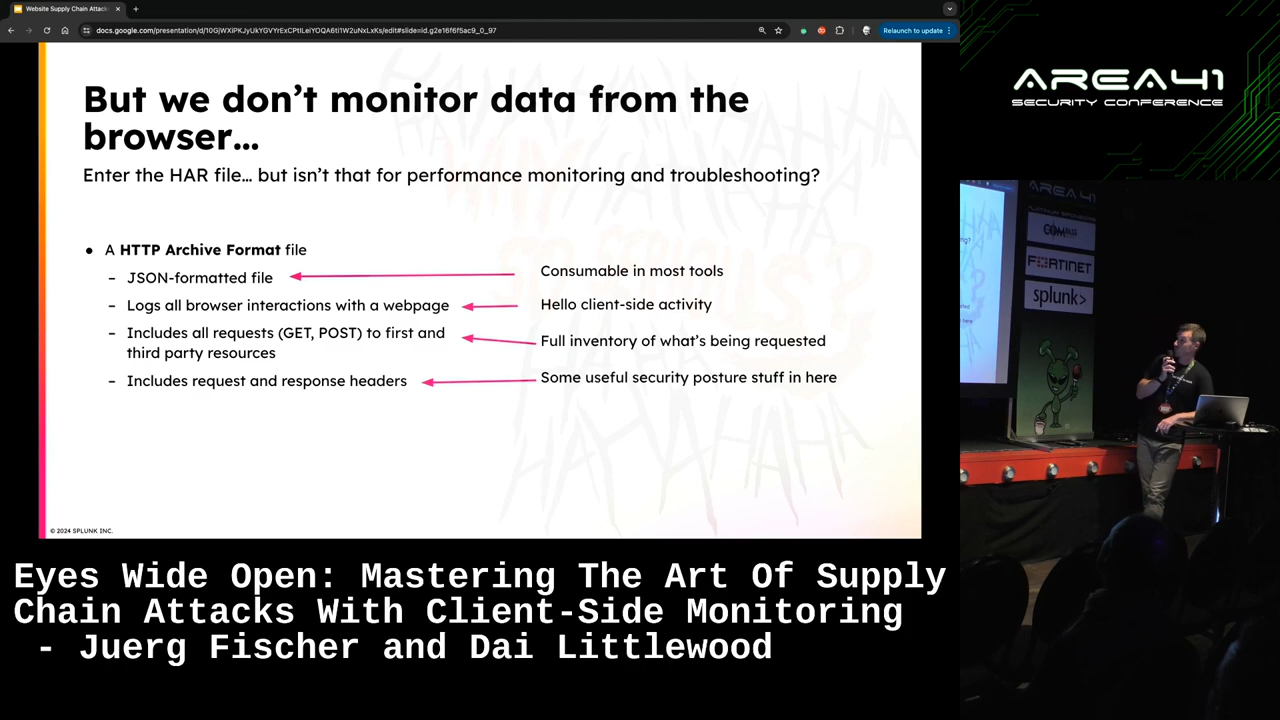 Website Supply Chain Attack
docs.google.com/presentation/d/10GjWXiPKJyUkYGVYrExCPtlLeiYOQA6ti1W2uNxLxKs/edit#slide=id.g2e16f6f5ac9_0_97
Relaunch to update
But we don't monitor data from the
browser...
Enter the HAR file... but isn't that for performance monitoring and troubleshooting?
● A HTTP Archive Format file
– JSON-formatted file
Consumable in most tools
– Logs all browser interactions with a webpage
Hello client-side activity
– Includes all requests (GET, POST) to first and
third party resources
Full inventory of what's being requested
– Includes request and response headers
Some useful security posture stuff in here
© 2024 SPLUNK INC.
AREA41
SECURITY CONFERENCE
AREA 41
COMPASS
FORTINET
splunk>
Eyes Wide Open: Mastering The Art Of Supply
Chain Attacks With Client-Side Monitoring
- Juerg Fischer and Dai Littlewood